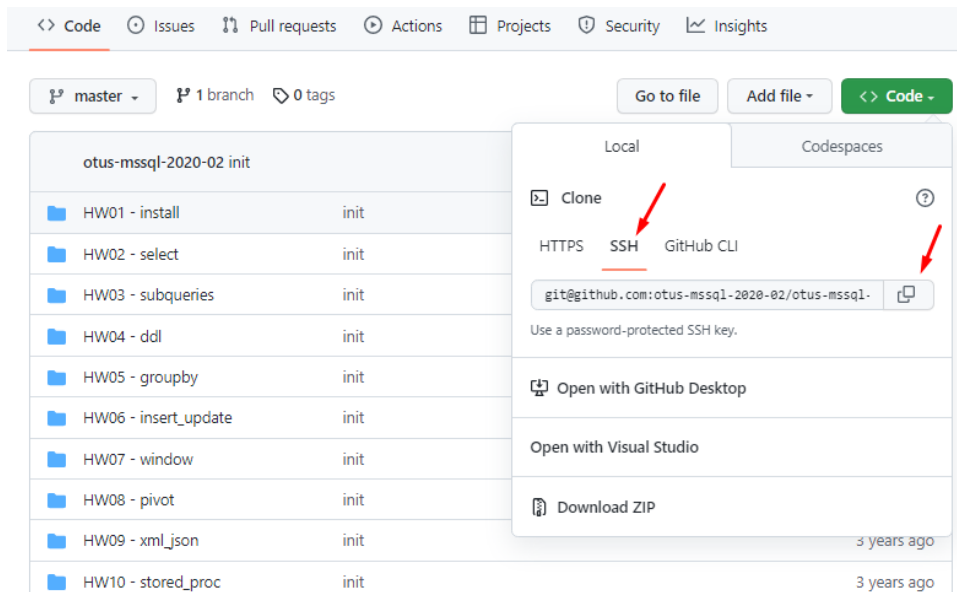 Code Issues Pull requests Actions Projects Security Insights
master 1 branch 0 tags Go to file Add file Code
Local Codespaces
otus-mssql-2020-02 init
Clone
HW01 - install init
HTTPS SSH GitHub CLI
HW02 - select init
git@github.com:otus-mssql-2020-02/otus-mssql-
HW03 - subqueries init
Use a password-protected SSH key.
HW04 - ddl init
HW05 - groupby init
Open with GitHub Desktop
HW06 - insert_update init
Open with Visual Studio
HW07 - window init
HW08 - pivot init
Download ZIP
HW09 - xml_json init 3 years ago
HW10 - stored_proc init 3 years ago